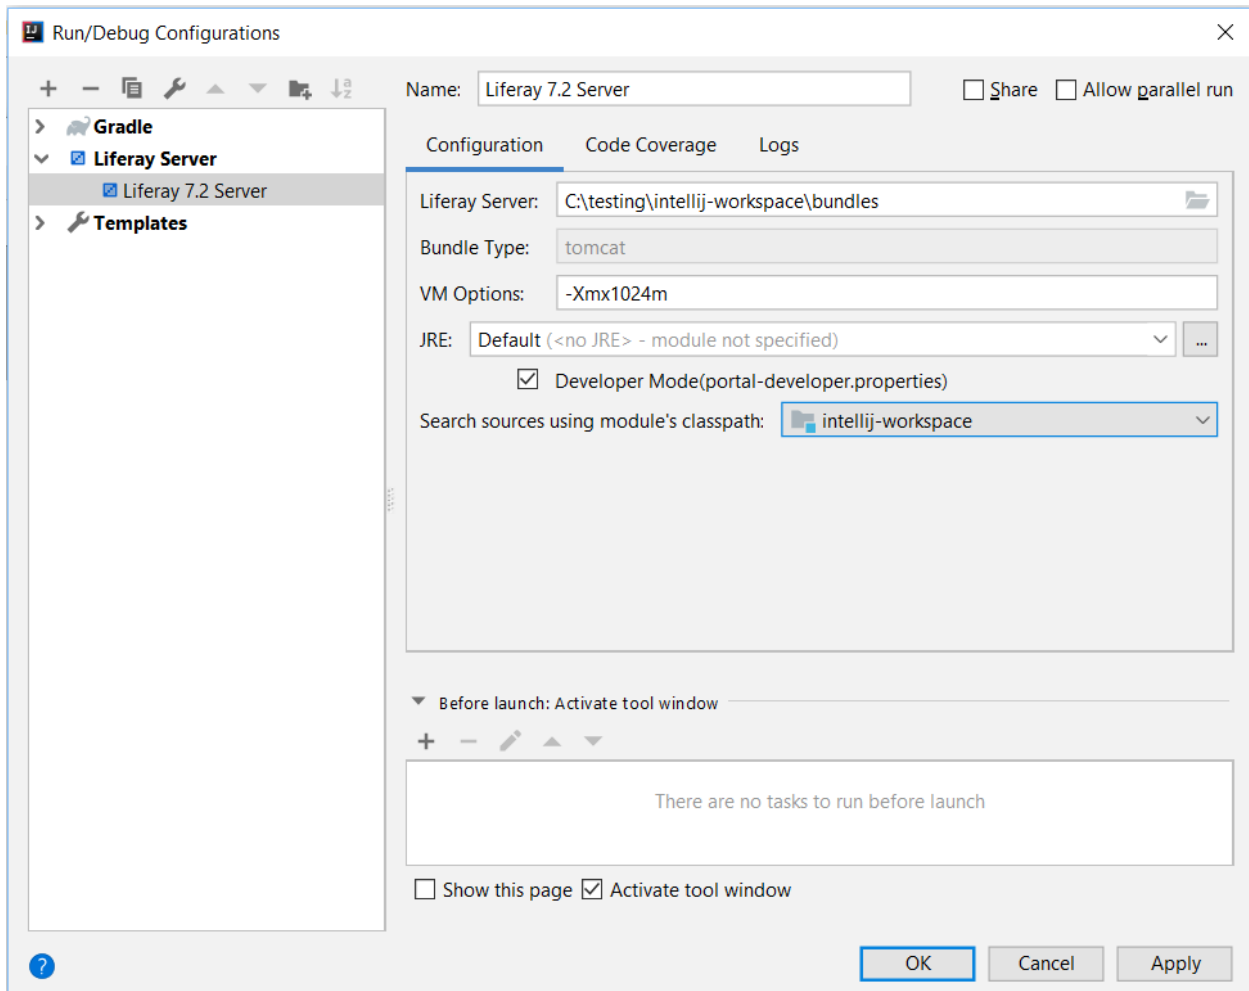 Run/Debug Configurations
Name: Liferay 7.2 Server Share Allow parallel run
Gradle
Liferay Server
Liferay 7.2 Server
Templates
Configuration Code Coverage Logs
Liferay Server: C:\testing\intellij-workspace\bundles
Bundle Type: tomcat
VM Options: -Xmx1024m
JRE: Default (<no JRE> - module not specified) ...
Developer Mode(portal-developer.properties)
Search sources using module's classpath: intellij-workspace
Before launch: Activate tool window
There are no tasks to run before launch
Show this page Activate tool window
? OK Cancel Apply